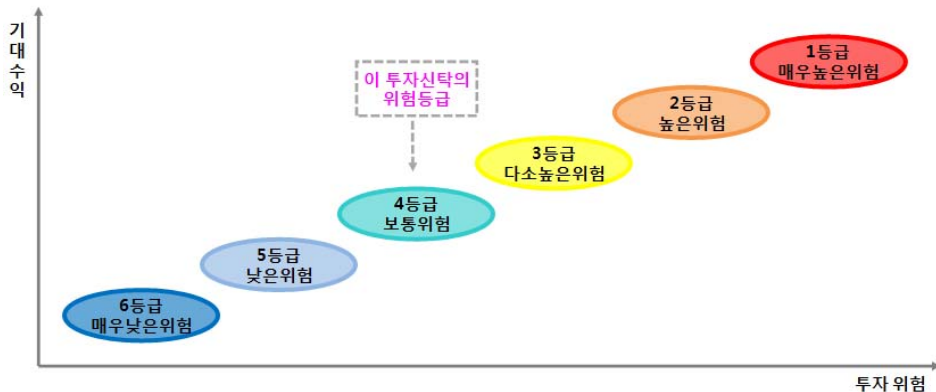 기
대
수
익
1등급
매우높은위험
이 투자신탁의
위험등급
2등급
높은위험
3등급
다소높은위험
4등급
보통위험
5등급
낮은위험
6등급
매우낮은위험
투자 위험